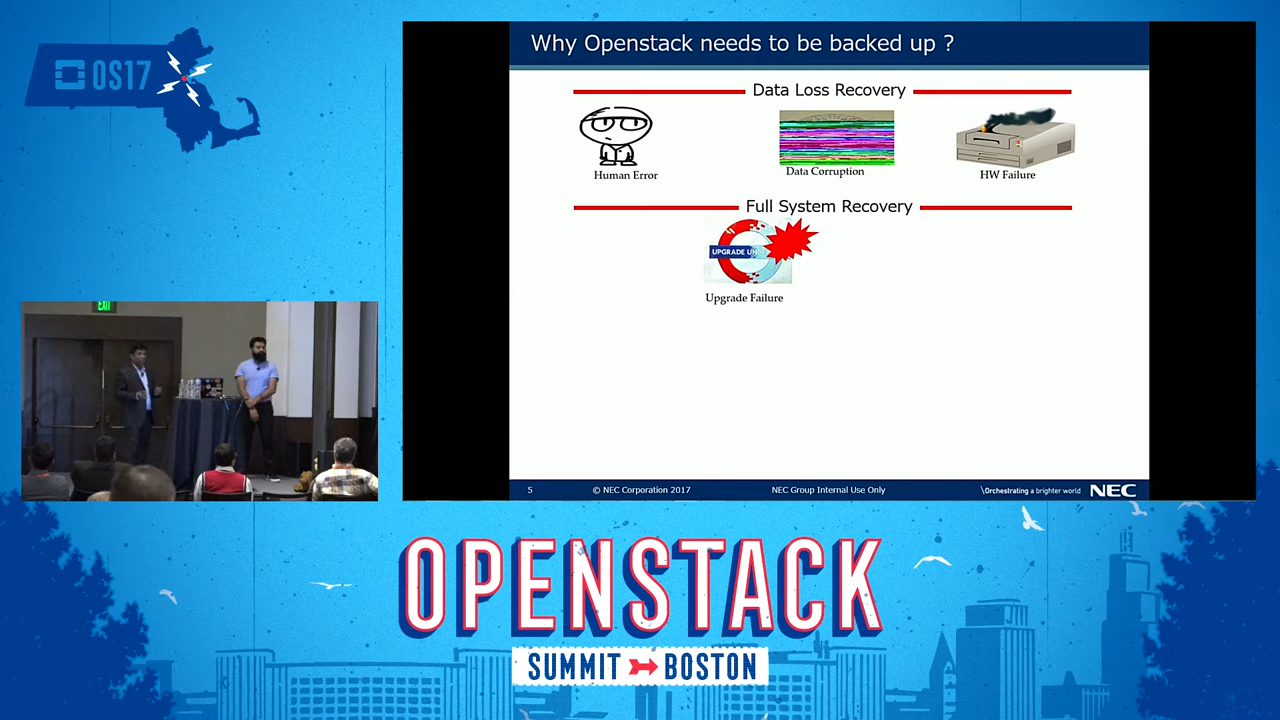 OS17
Why Openstack needs to be backed up ?
Data Loss Recovery
Human Error
Data Corruption
HW Failure
Full System Recovery
UPGRADE
Upgrade Failure
5
© NEC Corporation 2017
NEC Group Internal Use Only
\Orchestrating a brighter world
NEC
EXIT
OPENSTACK
SUMMIT
BOSTON